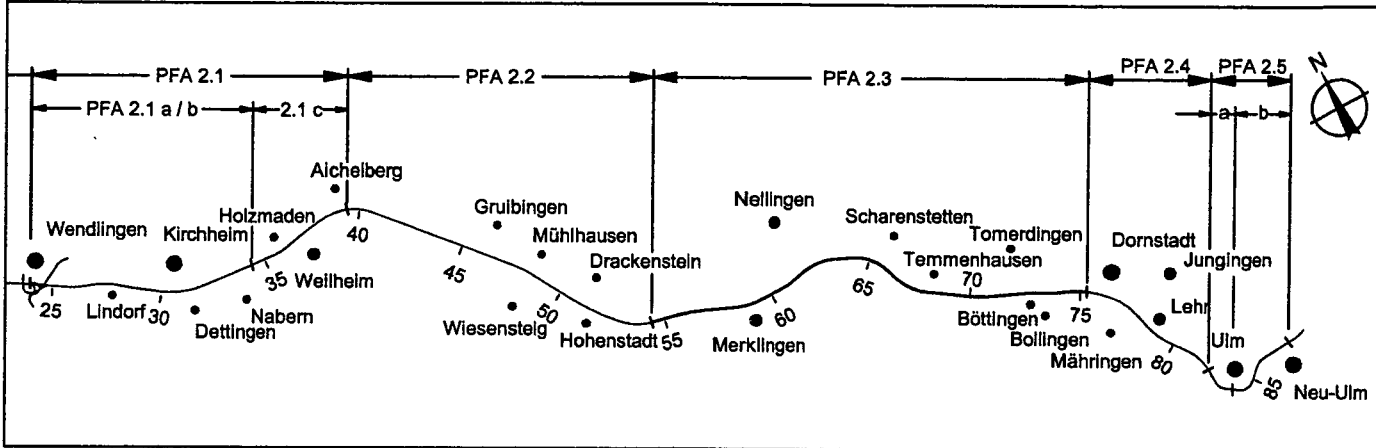 PFA 2.1
PFA 2.2
PFA 2.3
PFA 2.4
PFA 2.5
N
PFA 2.1 a / b
2.1 c
a
b
Aichelberg
Wendlingen
Holzmaden
Kirchheim
Weilheim
Lindorf
Dettingen
Nabern
Gruibingen
Mühlhausen
Drackenstein
Wiesensteig
Hohenstadt
Nellingen
Merklingen
Scharenstetten
Temmenhausen
Tomerdingen
Böttingen
Bollingen
Mähringen
Dornstadt
Jungingen
Lehr
Ulm
Neu-Ulm
25
30
35
40
45
50
55
60
65
70
75
80
85